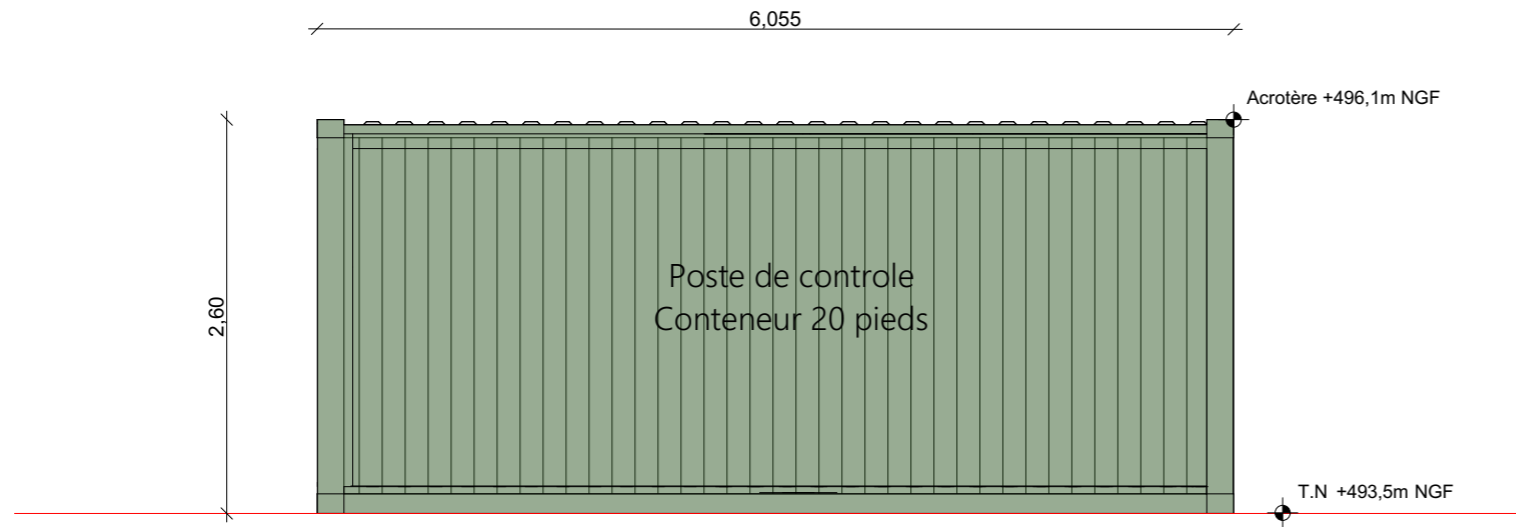 6,055
Acrotère +496,1m NGF
Poste de controle
Conteneur 20 pieds
2,60
T.N +493,5m NGF